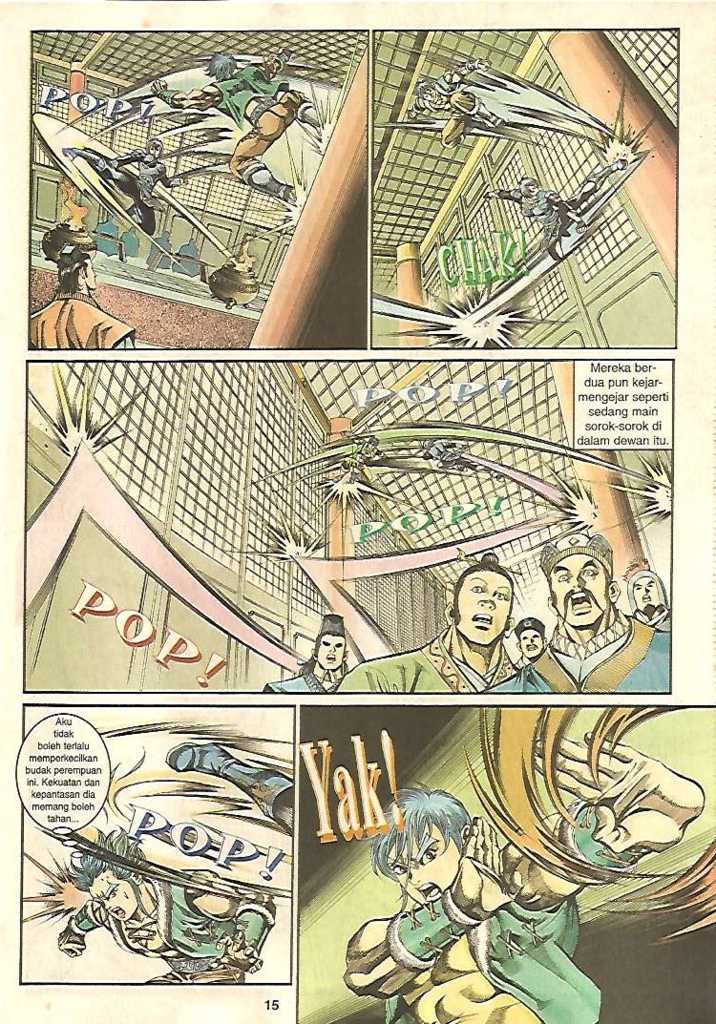 POP!
CHAK!
Mereka ber-
dua pun kejar-
mengejar seperti
sedang main
sorok-sorok di
dalam dewan itu.
POP!
POP!
POP!
Aku
tidak
boleh terlalu
memperkecilkan
budak perempuan
ini. Kekuatan dan
kepantasan dia
memang boleh
tahan...
POP!
Yak!
15